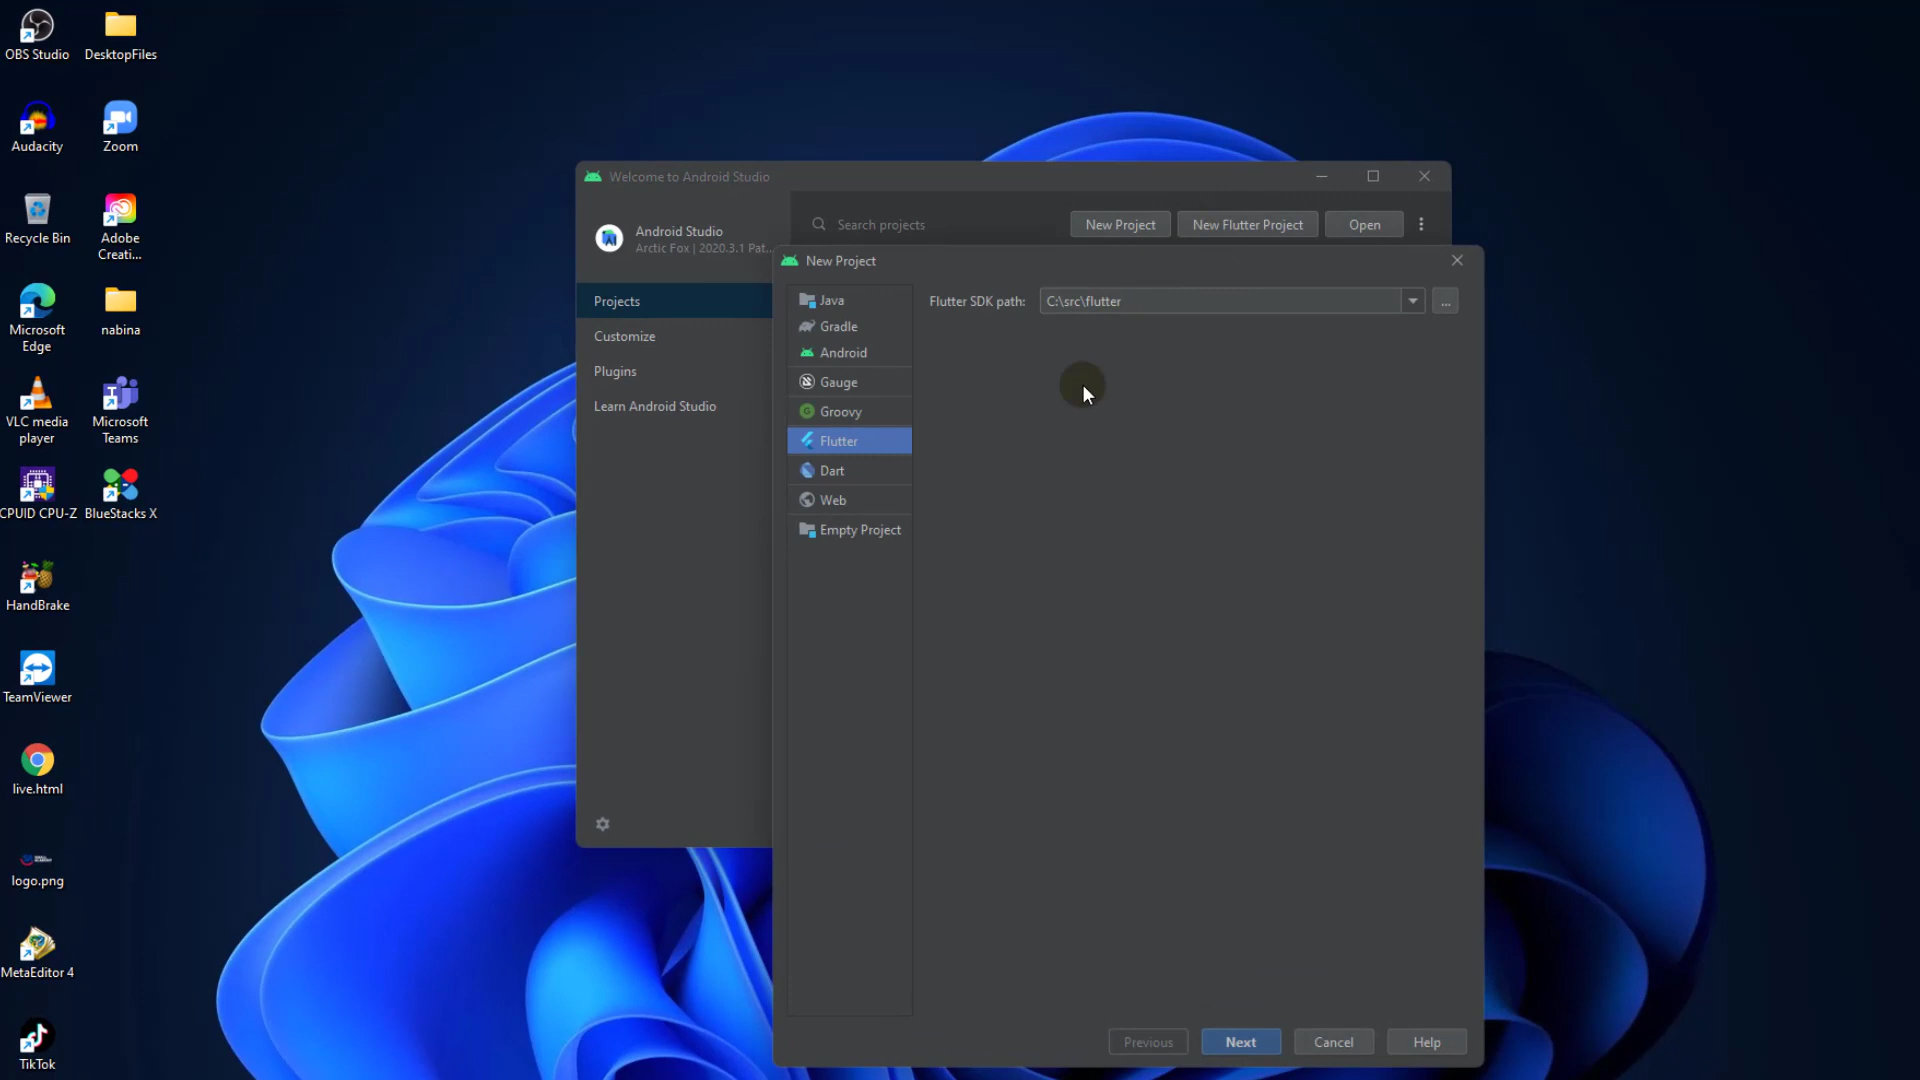 OBS Studio
DesktopFiles
Audacity
Zoom
Recycle Bin
Adobe
Creati...
Microsoft
Edge
nabina
VLC media
player
Microsoft
Teams
CPUID CPU-Z
BlueStacks X
HandBrake
TeamViewer
live.html
logo.png
MetaEditor 4
TikTok
Welcome to Android Studio
Android Studio
Arctic Fox | 2020.3.1 Pat...
Search projects
New Project
New Flutter Project
Open
Projects
Customize
Plugins
Learn Android Studio
New Project
Java
Gradle
Android
Gauge
Groovy
Flutter
Dart
Web
Empty Project
Flutter SDK path:
C:\src\flutter
...
Previous
Next
Cancel
Help